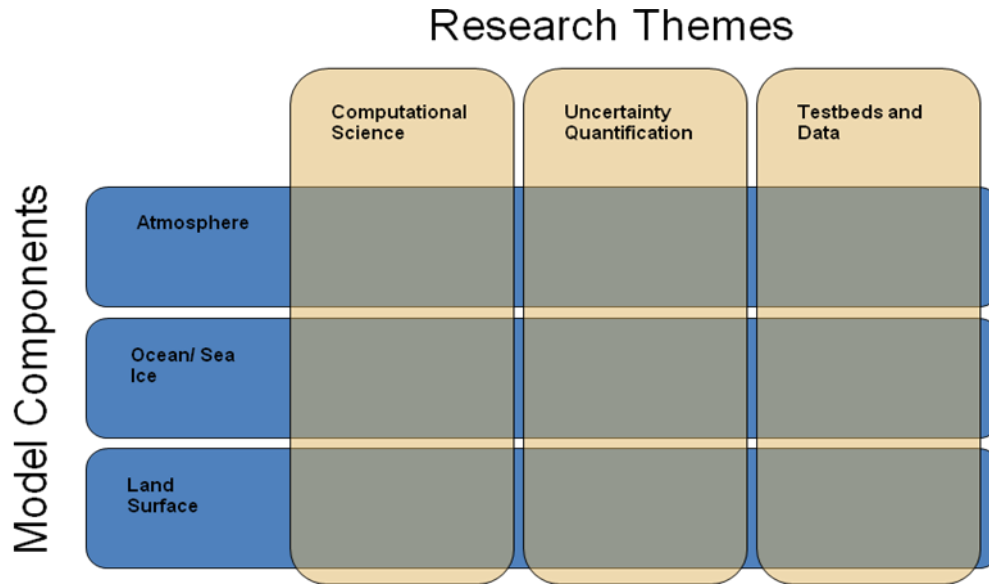 Research Themes
Computational
Science
Uncertainty
Quantification
Testbeds and
Data
Model Components
Atmosphere
Ocean/ Sea
Ice
Land
Surface